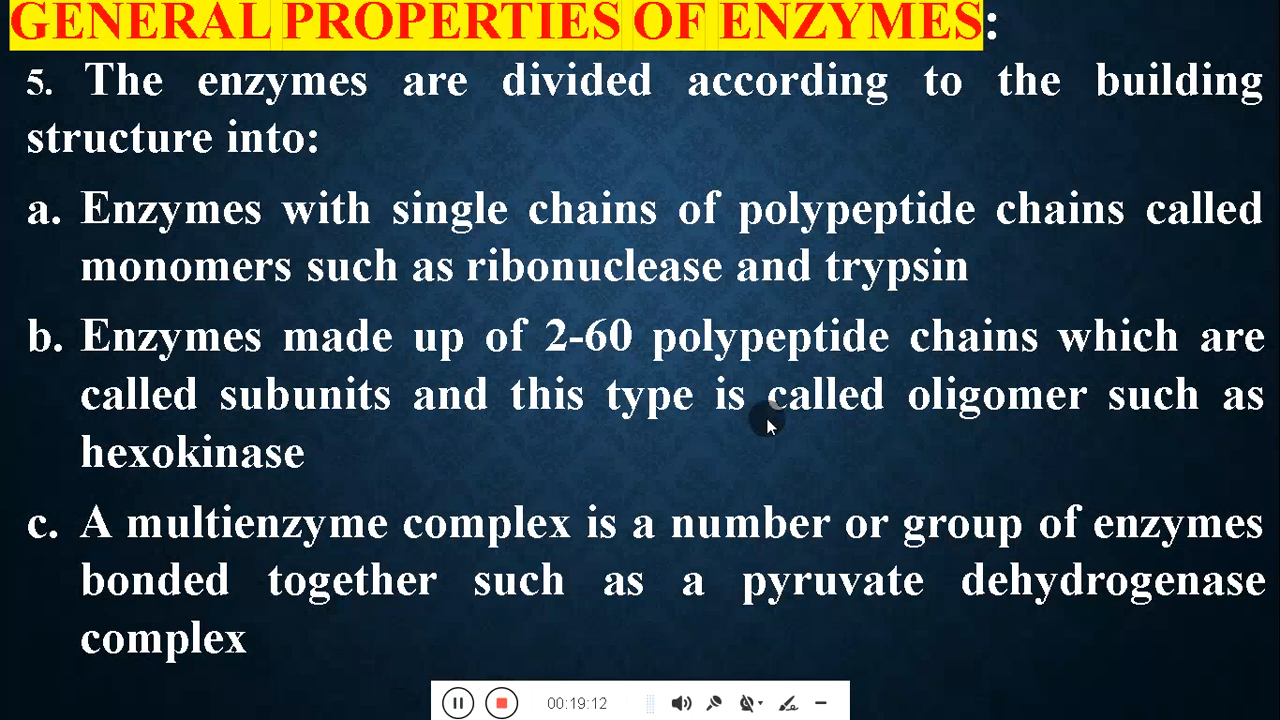 GENERAL PROPERTIES OF ENZYMES:
5. The enzymes are divided according to the building
structure into:
a. Enzymes with single chains of polypeptide chains called
monomers such as ribonuclease and trypsin
b. Enzymes made up of 2-60 polypeptide chains which are
called subunits and this type is called oligomer such as
hexokinase
c. A multienzyme complex is a number or group of enzymes
bonded together such as a pyruvate dehydrogenase
complex
00:19:12